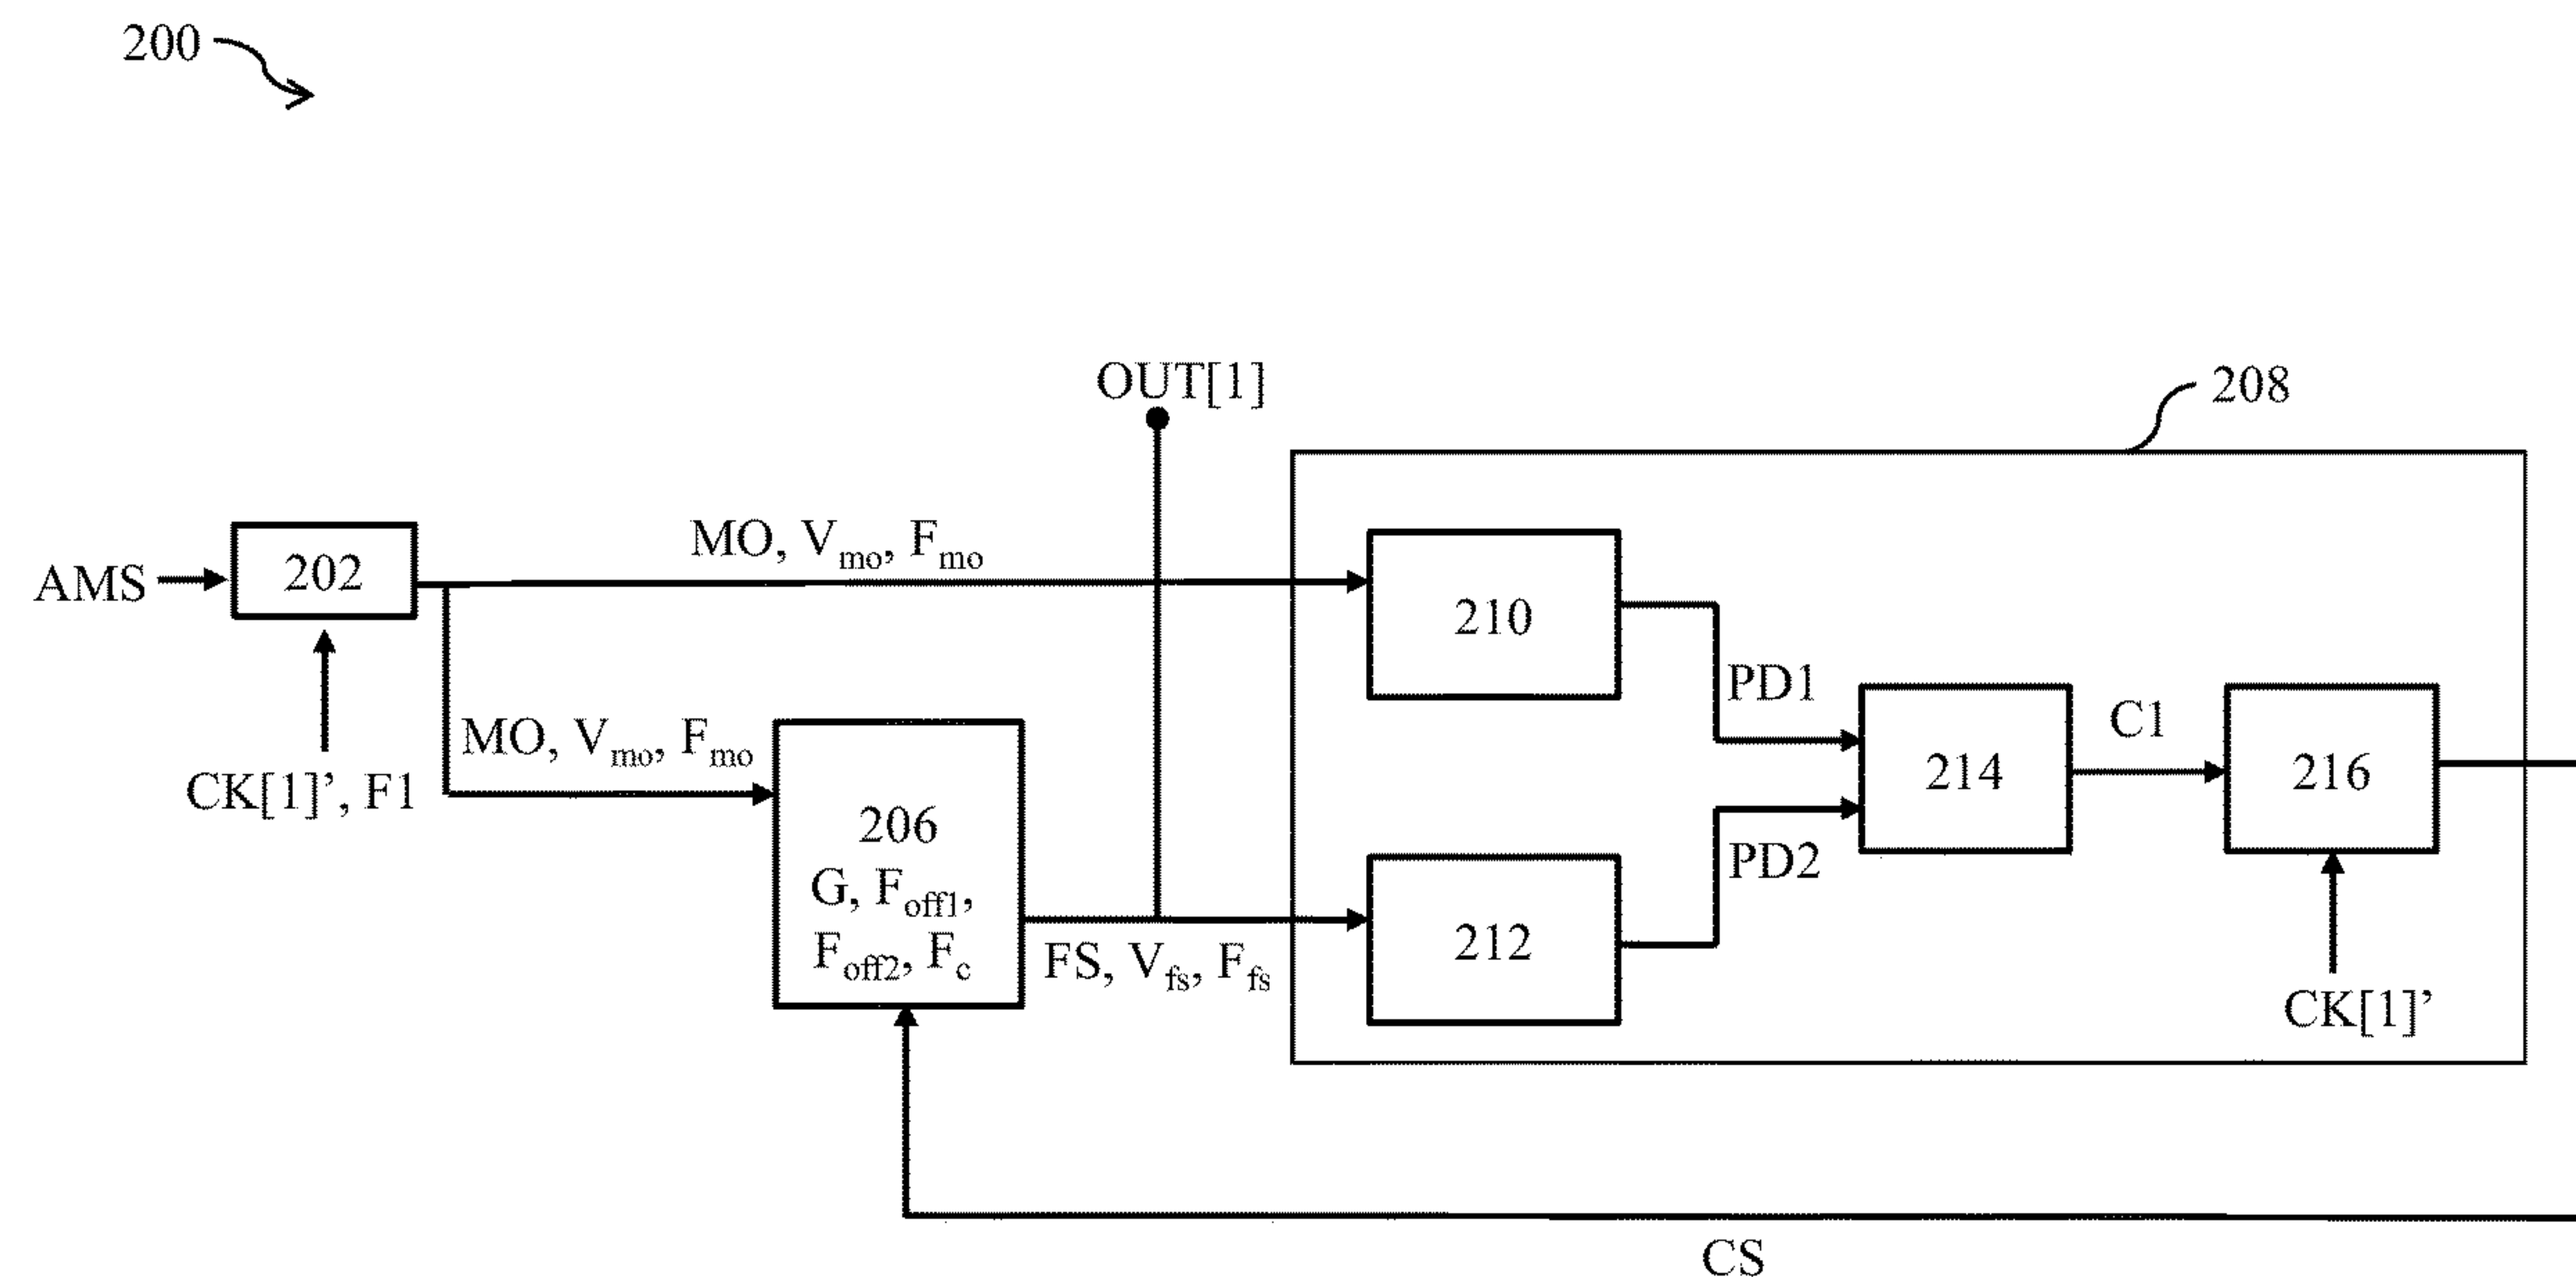 200
OUT[1]
208
MO, Vmo, Fmo
AMS
202
210
PD1
MO, Vmo, Fmo
C1
CK[1]’, F1
206
G, Foff1,
Foff2, Fc
214
216
PD2
FS, Vfs, Ffs
212
CK[1]’
CS